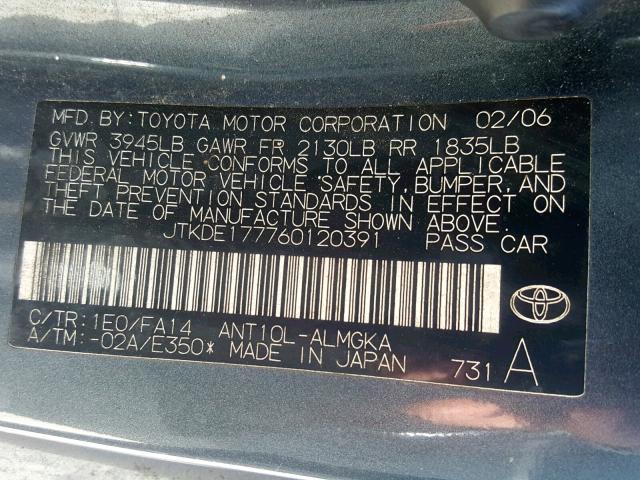 MFD.BY:TOYOTA MOTOR CORPORATION 02/06
GVWR 3945LB GAWR FR 2130LB RR 1835LB
THIS VEHICLE CONFORMS TO ALL APPLICABLE
FEDERAL MOTOR VEHICLE SAFETY, BUMPER, AND
THEFT PREVENTION STANDARDS IN EFFECT ON
THE DATE OF MANUFACTURE SHOWN ABOVE.
JTKDE177760120391 PASS CAR
C/TR: 1E0/FA14 ANT10L-ALMGKA
A/TM: -02A/E350* MADE IN JAPAN 731 A